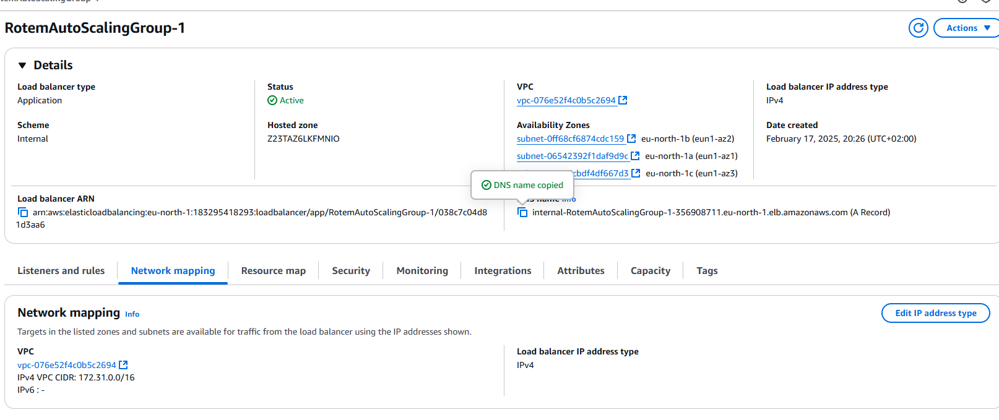 RotemAutoScalingGroup-1
Actions
Details
Load balancer type
Application
Status
Active
VPC
vpc-076e52f4c0b5c2694
Load balancer IP address type
IPv4
Scheme
Internal
Hosted zone
Z23TAZ6LKFMNIO
Availability Zones
subnet-0ff68cf6874cdc159 eu-north-1b (eun1-az2)
subnet-06542392f1daf9d9c eu-north-1a (eun1-az1)
cbdf4df667d3 eu-north-1c (eun1-az3)
Date created
February 17, 2025, 20:26 (UTC+02:00)
DNS name copied
Load balancer ARN
arn:aws:elasticloadbalancing:eu-north-1:183295418293:loadbalancer/app/RotemAutoScalingGroup-1/038c7c04d8
1d3aa6
DNS name Info
internal-RotemAutoScalingGroup-1-356908711.eu-north-1.elb.amazonaws.com (A Record)
Listeners and rules
Network mapping
Resource map
Security
Monitoring
Integrations
Attributes
Capacity
Tags
Network mapping Info
Edit IP address type
Targets in the listed zones and subnets are available for traffic from the load balancer using the IP addresses shown.
VPC
vpc-076e52f4c0b5c2694
IPv4 VPC CIDR: 172.31.0.0/16
IPv6 : -
Load balancer IP address type
IPv4